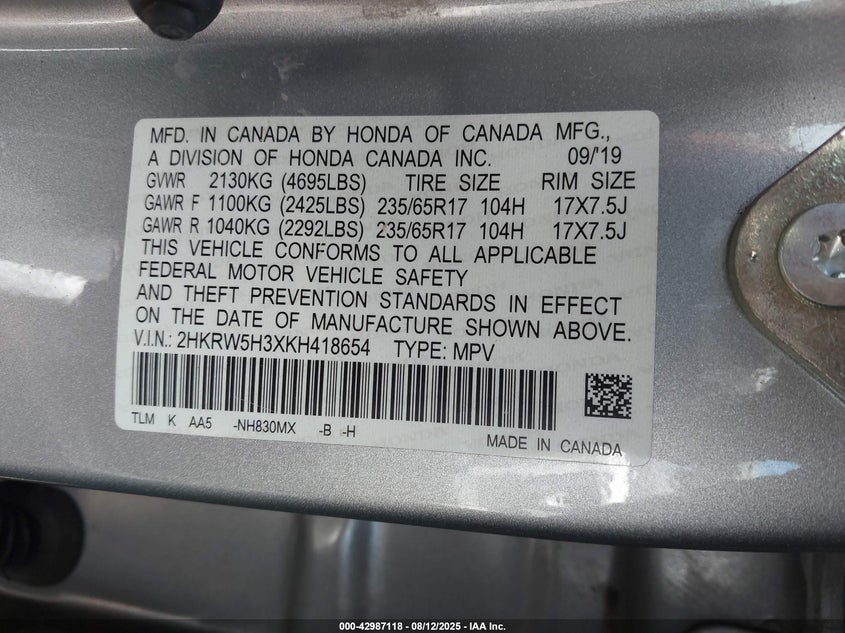 MFD. IN CANADA BY HONDA OF CANADA MFG.,
A DIVISION OF HONDA CANADA INC. 09/'19
GVWR 2130KG (4695LBS) TIRE SIZE RIM SIZE
GAWR F 1100KG (2425LBS) 235/65R17 104H 17X7.5J
GAWR R 1040KG (2292LBS) 235/65R17 104H 17X7.5J
THIS VEHICLE CONFORMS TO ALL APPLICABLE
FEDERAL MOTOR VEHICLE SAFETY
AND THEFT PREVENTION STANDARDS IN EFFECT
ON THE DATE OF MANUFACTURE SHOWN ABOVE.
V.I.N.: 2HKRW5H3XKH418654 TYPE: MPV
TLM K AA5 -NH830MX -B -H
MADE IN CANADA
000-42987118 - 08/12/2025 - IAA Inc.